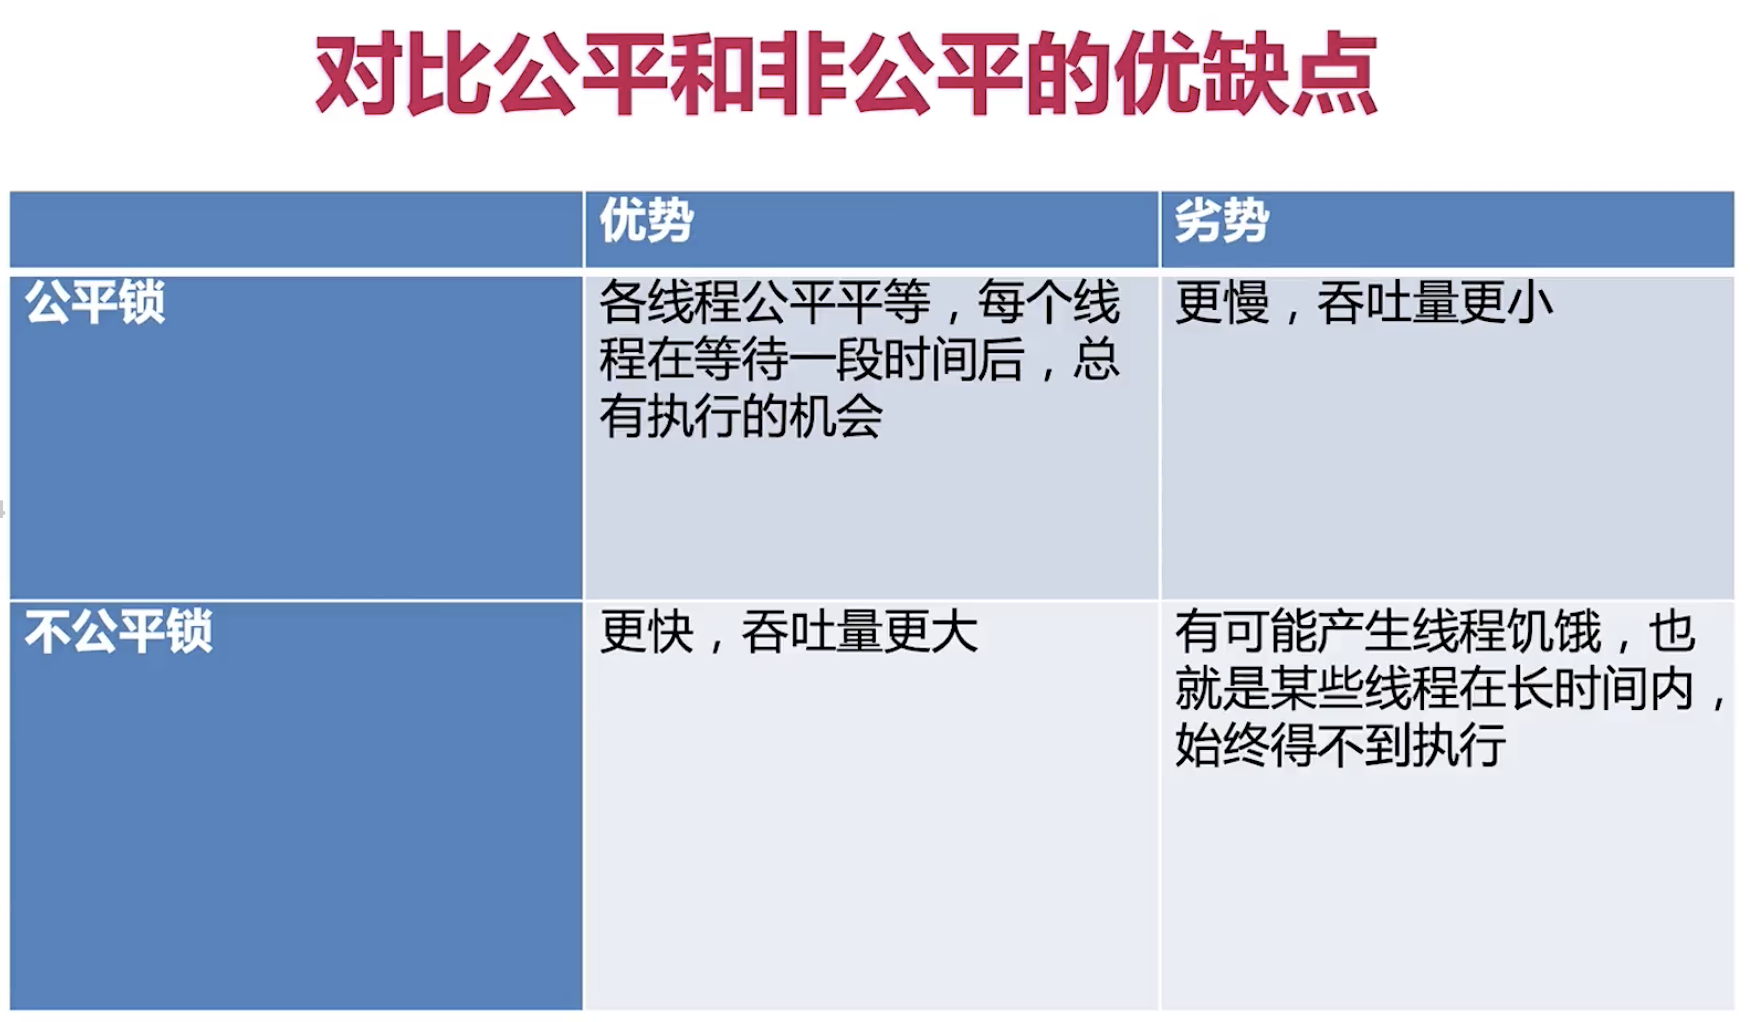 对比公平和非公平的优缺点
优势
劣势
公平锁
各线程公平平等，每个线
程在等待一段时间后，总
有执行的机会
更慢，吞吐量更小
不公平锁
更快，吞吐量更大
有可能产生线程饥饿，也
就是某些线程在长时间内，
始终得不到执行